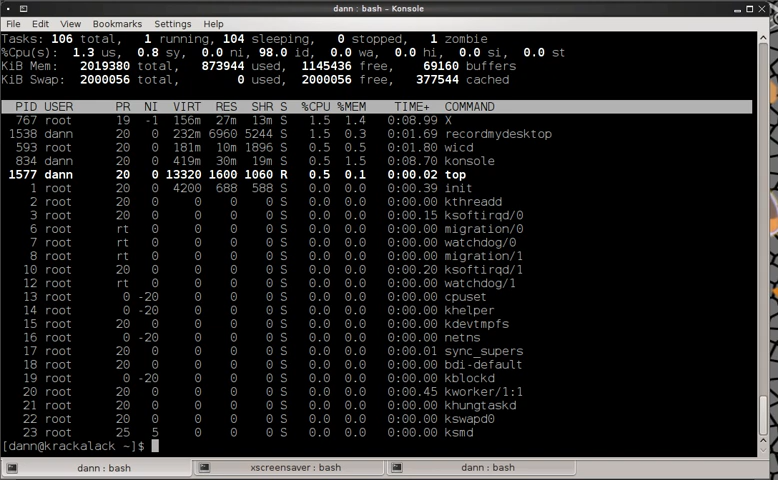 dann : bash - Konsole
File Edit View Bookmarks Settings Help
Tasks: 106 total, 1 running, 104 sleeping, 0 stopped, 1 zombie
%Cpu(s): 1.3 us, 0.8 sy, 0.0 ni, 98.0 id, 0.0 wa, 0.0 hi, 0.0 si, 0.0 st
KiB Mem: 2019380 total, 873944 used, 1145436 free, 69160 buffers
KiB Swap: 2000056 total, 0 used, 2000056 free, 377544 cached
PID USER PR NI VIRT RES SHR S %CPU %MEM TIME+ COMMAND
767 root 19 -1 156m 27m 13m S 1.5 1.4 0:08.99 X
1538 dann 20 0 232m 6960 5244 S 1.5 0.3 0:01.69 recordmydesktop
593 root 20 0 181m 10m 1896 S 0.5 0.5 0:01.80 wicd
834 dann 20 0 419m 30m 19m S 0.5 1.5 0:08.70 konsole
1577 dann 20 0 13320 1600 1060 R 0.5 0.1 0:00.02 top
1 root 20 0 4200 688 588 S 0.0 0.0 0:00.39 init
2 root 20 0 0 0 0 S 0.0 0.0 0:00.00 kthreadd
3 root 20 0 0 0 0 S 0.0 0.0 0:00.15 ksoftirqd/0
6 root rt 0 0 0 0 S 0.0 0.0 0:00.00 migration/0
7 root rt 0 0 0 0 S 0.0 0.0 0:00.00 watchdog/0
8 root rt 0 0 0 0 S 0.0 0.0 0:00.00 migration/1
10 root 20 0 0 0 0 S 0.0 0.0 0:00.20 ksoftirqd/1
12 root rt 0 0 0 0 S 0.0 0.0 0:00.00 watchdog/1
13 root 0 -20 0 0 0 S 0.0 0.0 0:00.00 cpuset
14 root 0 -20 0 0 0 S 0.0 0.0 0:00.00 khelper
15 root 20 0 0 0 0 S 0.0 0.0 0:00.00 kdevtmpfs
16 root 0 -20 0 0 0 S 0.0 0.0 0:00.00 netns
17 root 20 0 0 0 0 S 0.0 0.0 0:00.01 sync_supers
18 root 20 0 0 0 0 S 0.0 0.0 0:00.00 bdi-default
19 root 0 -20 0 0 0 S 0.0 0.0 0:00.00 kblockd
20 root 20 0 0 0 0 S 0.0 0.0 0:00.45 kworker/1:1
21 root 20 0 0 0 0 S 0.0 0.0 0:00.00 khungtaskd
22 root 20 0 0 0 0 S 0.0 0.0 0:00.00 kswapd0
23 root 25 5 0 0 0 S 0.0 0.0 0:00.00 ksmd
[dann@krackalack ~]$
dann : bash xscreensaver : bash dann : bash